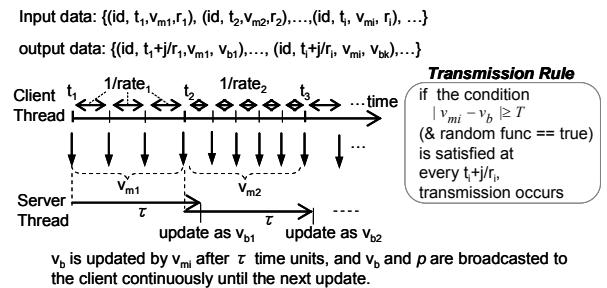 Input data: {(id, t1,vm1,r1), (id, t2,vm2,r2),…,(id, ti, vmi, ri), …}
output data: {(id, t1+j/r1,vm1, vb1),…, (id, ti+j/ri, vmi, vbk),…}
Transmission Rule
if the condition
| vmi − vb |≥ T
(& random func == true)
is satisfied at
every ti+j/ri,
transmission occurs
t1 1/rate1 t2 1/rate2 t3
Client
Thread
…time
…
vm1 vm2
Server
Thread
τ τ
update as vb1 update as vb2
vb is updated by vmi after τ time units, and vb and p are broadcasted to
the client continuously until the next update.